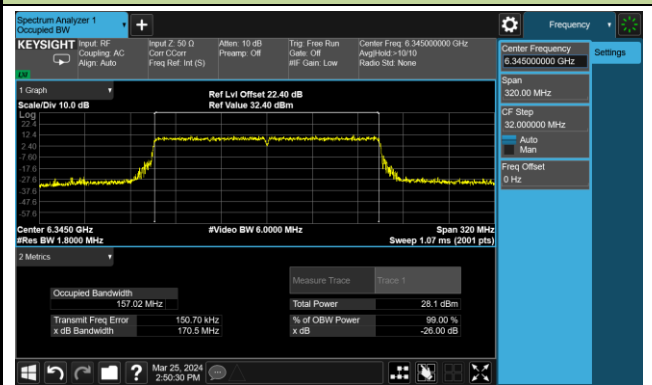 Spectrum Analyzer 1
Occupied BW
+
Frequency
KEYSIGHT
Input: RF
Coupling: AC
Align: Auto
Input Z: 50 Ω
Corr CCorr
Freq Ref: Int (S)
Atten: 10 dB
Preamp: Off
Trig: Free Run
Gate: Off
#IF Gain: Low
Center Freq: 6.345000000 GHz
Avg|Hold:>10/10
Radio Std: None
Center Frequency
6.345000000 GHz
Settings
Span
320.00 MHz
CF Step
32.000000 MHz
Auto
Man
Freq Offset
0 Hz
1 Graph
Scale/Div 10.0 dB
Ref Lvl Offset 22.40 dB
Ref Value 32.40 dBm
Log
22.4
12.4
2.40
-7.60
-17.6
-27.6
-37.6
-47.6
-57.6
Center 6.3450 GHz
#Video BW 6.0000 MHz
Span 320 MHz
#Res BW 1.8000 MHz
Sweep 1.07 ms (2001 pts)
2 Metrics
Measure Trace
Trace 1
Occupied Bandwidth
157.02 MHz
Total Power
28.1 dBm
Transmit Freq Error
150.70 kHz
% of OBW Power
99.00 %
x dB Bandwidth
170.5 MHz
x dB
-26.00 dB
?
Mar 25, 2024
2:50:30 PM